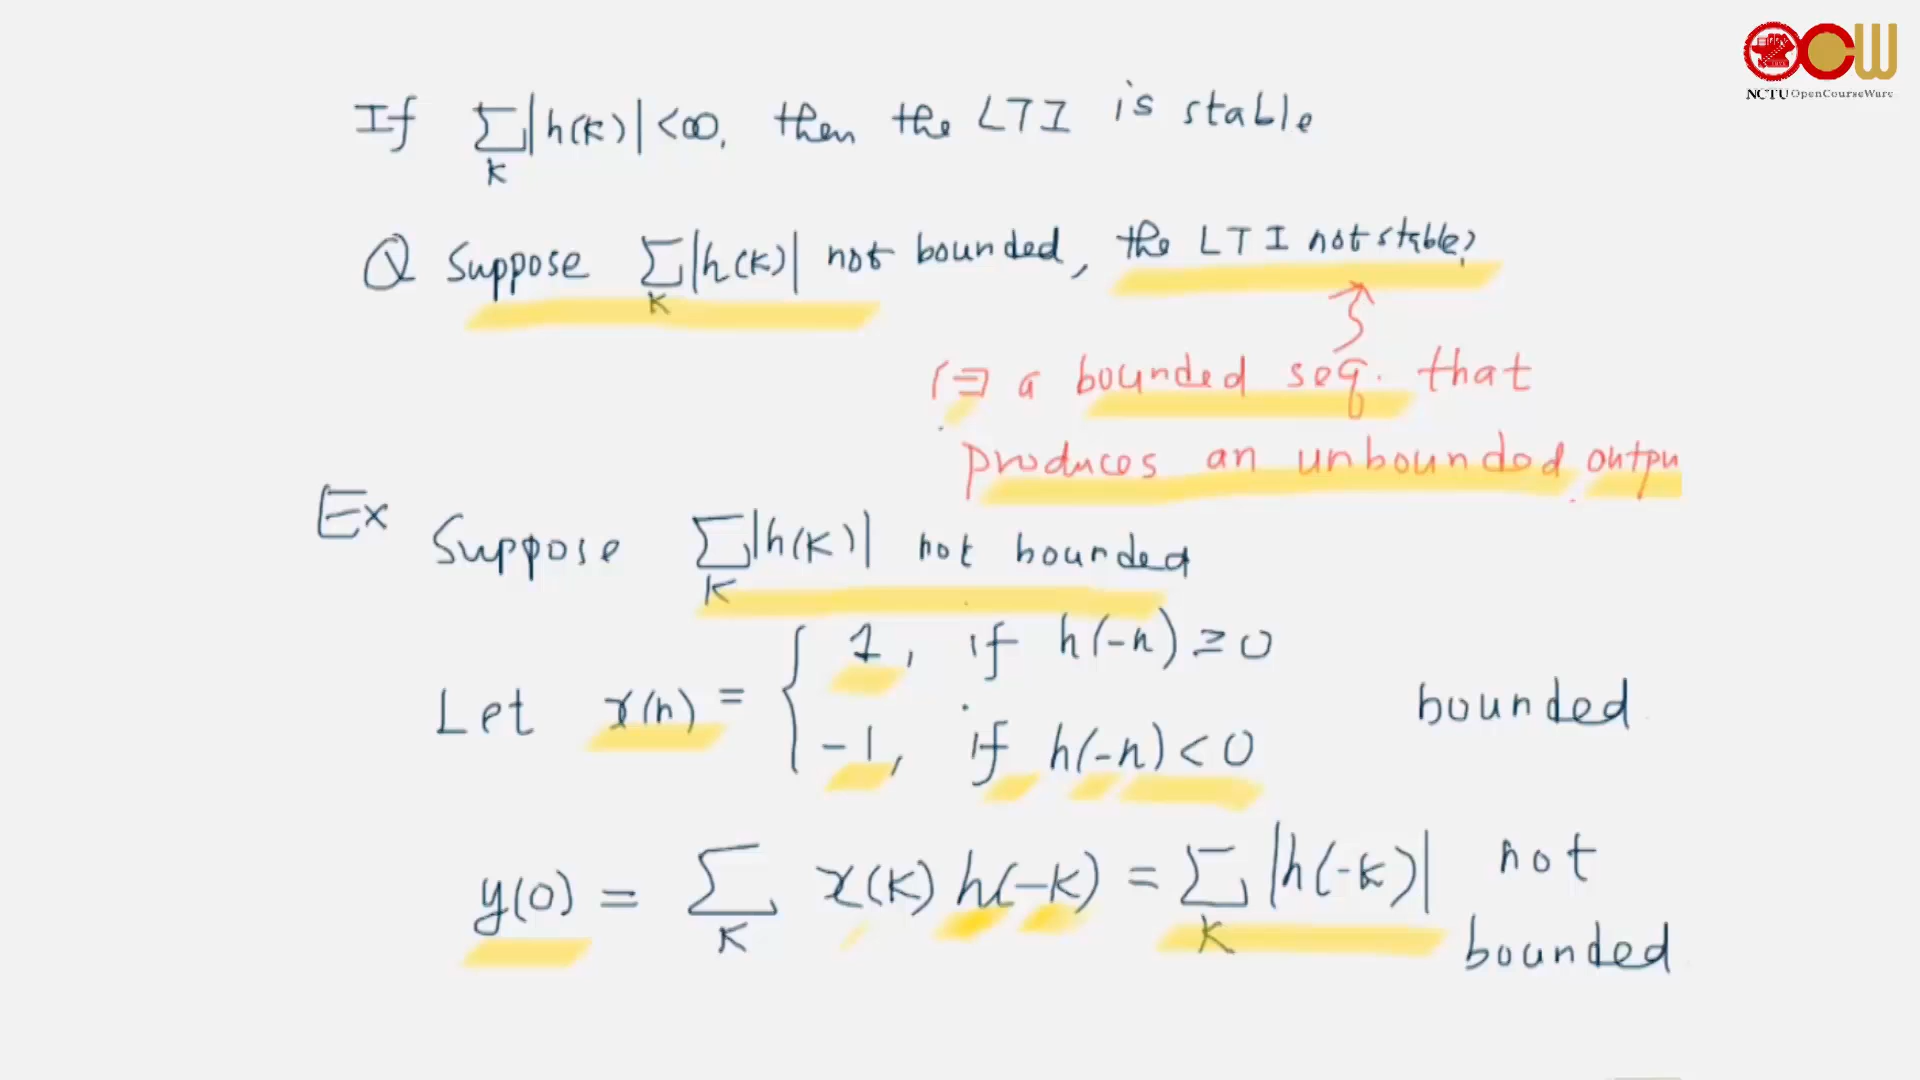 OCW
NCTU OpenCourseWare
If ∑_k |h(k)| < ∞, then the LTI is stable
Q Suppose ∑_k |h(k)| not bounded, the LTI not stable?
(∃ a bounded seq. that
produces an unbounded outpu
Ex Suppose ∑_k |h(k)| not bounded
Let x(n) = { 1, if h(-n) ≥ 0
-1, if h(-n) < 0 bounded
y(0) = ∑_k x(k) h(-k) = ∑_k |h(-k)| not
bounded